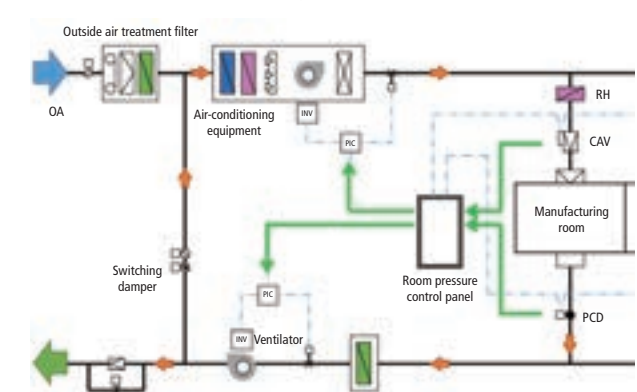 Outside air treatment filter
OA
Air-conditioning
equipment
INV
PIC
RH
CAV
Manufacturing
room
Room pressure
control panel
Switching
damper
PIC
INV
Ventilator
PCD